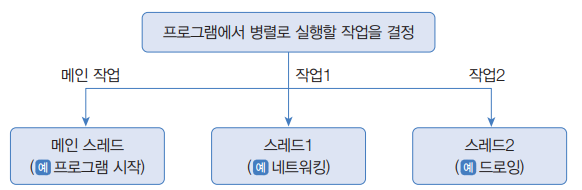 프로그램에서 병렬로 실행할 작업을 결정
메인 작업 작업1 작업2
메인 스레드 스레드1 스레드2
(예 프로그램 시작) (예 네트워킹) (예 드로잉)